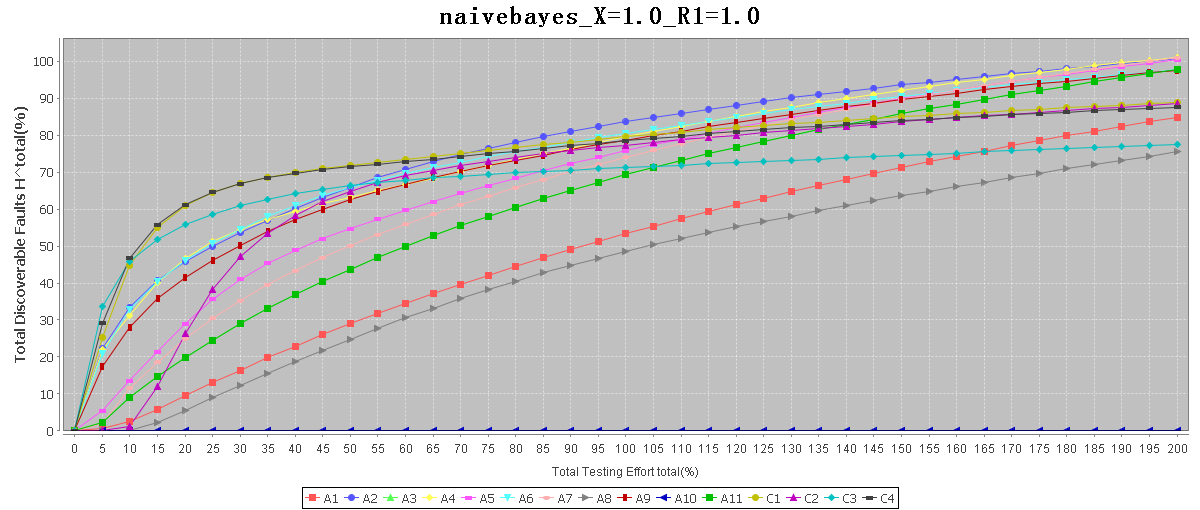 naivebayes_X=1.0_R1=1.0
Total Discoverable Faults H^total(%)
100
90
80
70
60
50
40
30
20
10
0
0 5 10 15 20 25 30 35 40 45 50 55 60 65 70 75 80 85 90 95 100 105 110 115 120 125 130 135 140 145 150 155 160 165 170 175 180 185 190 195 200
Total Testing Effort total(%)
A1 A2 A3 A4 A5 A6 A7 A8 A9 A10 A11 C1 C2 C3 C4